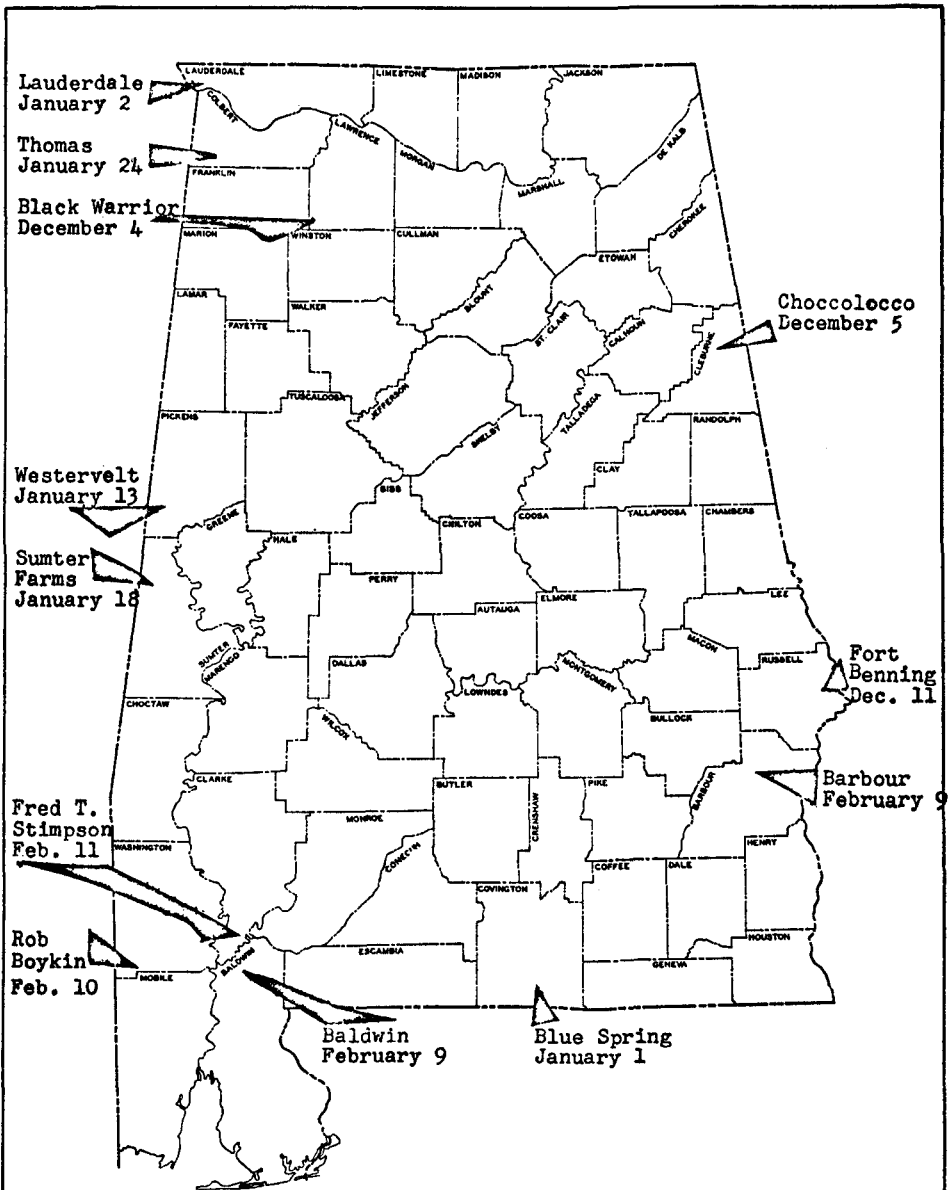 LAUDERDALE
LIMESTONE
MADISON
JACKSON
Lauderdale
January 2
COLBERT
LAWRENCE
MORGAN
DE KALB
Thomas
January 24
FRANKLIN
MARSHALL
Black Warrior
December 4
MARION
WINSTON
CULLMAN
CHEROKEE
ETOWAH
LAMAR
WALKER
BLOUNT
Choccolocco
December 5
FAYETTE
ST. CLAIR
CALHOUN
CLEBURNE
TUSCALOOSA
JEFFERSON
TALLADEGA
PICKENS
RANDOLPH
SHELBY
CLAY
Westervelt
January 13
BIBB
GREENE
HALE
CHILTON
COOSA
TALLAPOOSA
CHAMBERS
Sumter
Farms
January 18
PERRY
ELMORE
LEE
AUTAUGA
SUMTER
MARENGO
DALLAS
MONTGOMERY
MACON
RUSSELL
Fort
Benning
Dec. 11
CHOCTAW
LOWNDES
WILCOX
BULLOCK
CLARKE
BUTLER
CRENSHAW
PIKE
BARBOUR
Barbour
February 9
Fred T.
Stimpson
Feb. 11
MONROE
WASHINGTON
CONECUH
HENRY
COFFEE
DALE
COVINGTON
Rob
Boykin
Feb. 10
MOBILE
BALDWIN
ESCAMBIA
GENEVA
HOUSTON
Baldwin
February 9
Blue Spring
January 1